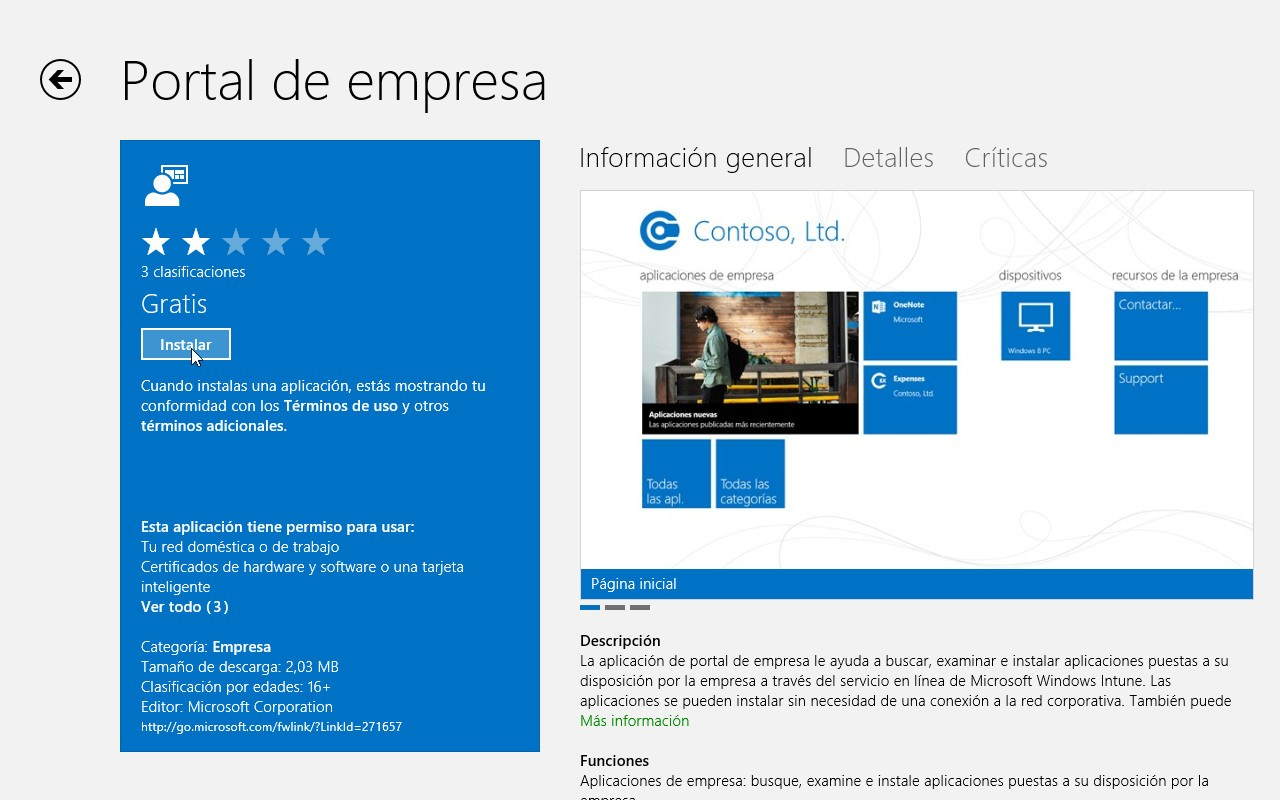 Portal de empresa
3 clasificaciones
Gratis
Instalar
Cuando instalas una aplicación, estás mostrando tu
conformidad con los Términos de uso y otros
términos adicionales.
Esta aplicación tiene permiso para usar:
Tu red doméstica o de trabajo
Certificados de hardware y software o una tarjeta
inteligente
Ver todo (3)
Categoría: Empresa
Tamaño de descarga: 2,03 MB
Clasificación por edades: 16+
Editor: Microsoft Corporation
http://go.microsoft.com/fwlink/?LinkId=271657
Información general Detalles Críticas
Contoso, Ltd.
aplicaciones de empresa dispositivos recursos de la empresa
OneNote
Microsoft
Expenses
Contoso, Ltd.
Aplicaciones nuevas
Las aplicaciones publicadas más recientemente
Todas
las apl.
Todas las
categorías
Windows 8 PC
Contactar...
Support
Página inicial
Descripción
La aplicación de portal de empresa le ayuda a buscar, examinar e instalar aplicaciones puestas a su
disposición por la empresa a través del servicio en línea de Microsoft Windows Intune. Las
aplicaciones se pueden instalar sin necesidad de una conexión a la red corporativa. También puede
Más información
Funciones
Aplicaciones de empresa: busque, examine e instale aplicaciones puestas a su disposición por la
empresa